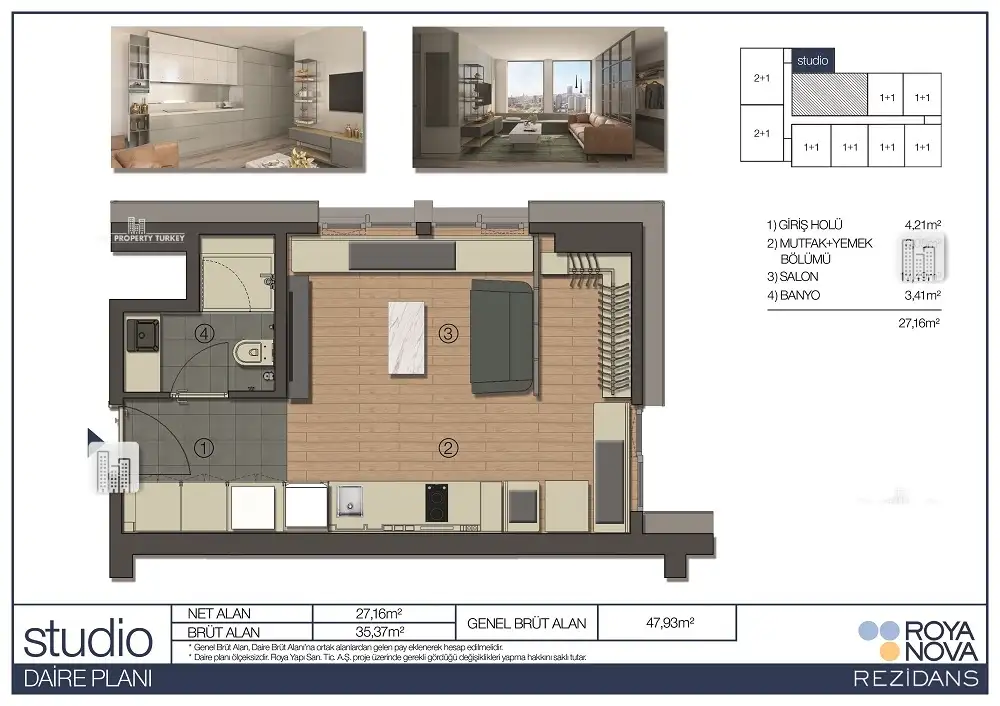 studio
2+1
1+1
1+1
2+1
1+1
1+1
1+1
1+1
PROPERTY TURKEY
1) GİRİŞ HOLÜ 4,21m²
2) MUTFAK+YEMEK
BÖLÜMÜ
3) SALON
4) BANYO 3,41m²
27,16m²
4
3
1
2
studio
DAİRE PLANI
NET ALAN 27,16m²
BRÜT ALAN 35,37m²
GENEL BRÜT ALAN 47,93m²
* Genel Brüt Alan, Daire Brüt Alanı'na ortak alanlardan gelen pay eklenerek hesap edilmelidir.
* Daire planı ölçeksizdir. Roya Yapı San. Tic. A.Ş. proje üzerinde gerekli gördüğü değişiklikleri yapma hakkını saklı tutar.
ROYA
NOVA
REZİDANS